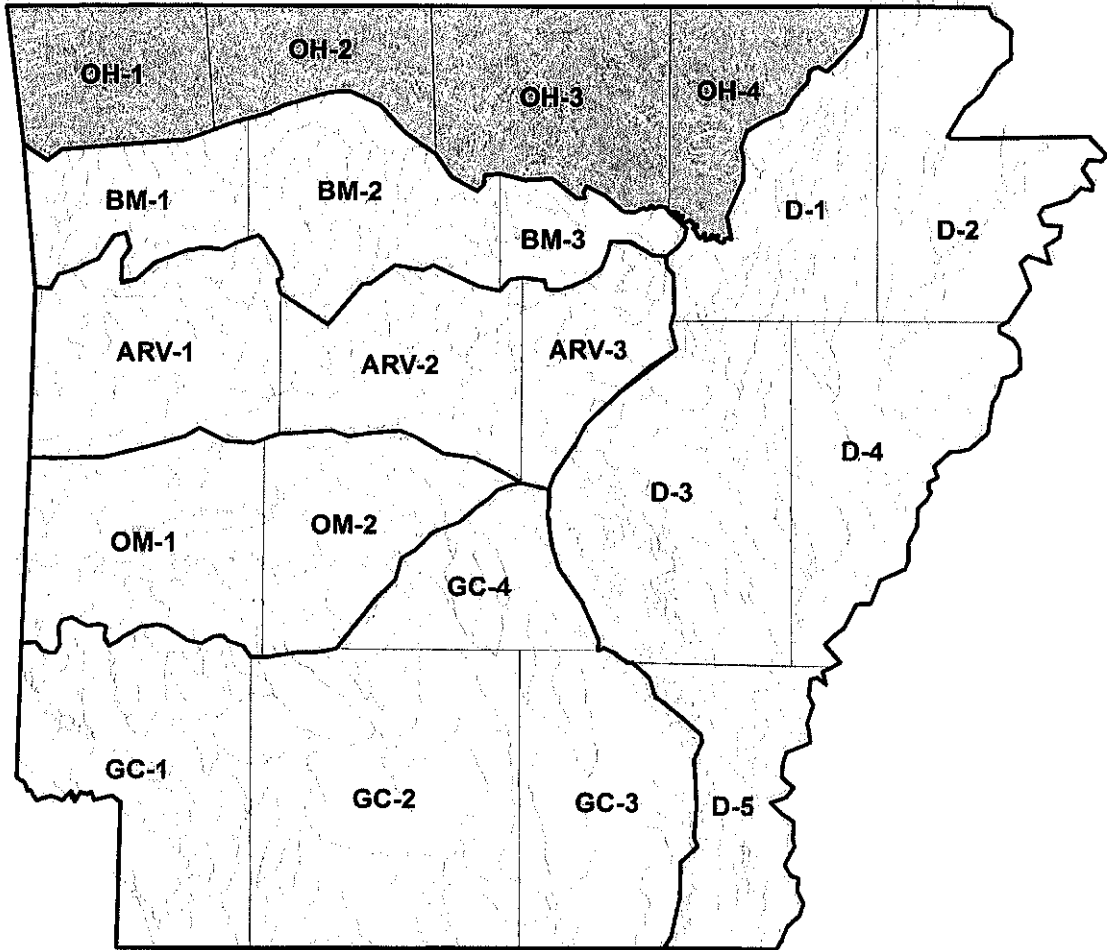 OH-1
OH-2
OH-3
OH-4
BM-1
BM-2
BM-3
D-1
D-2
ARV-1
ARV-2
ARV-3
D-3
D-4
OM-1
OM-2
GC-4
GC-1
GC-2
GC-3
D-5